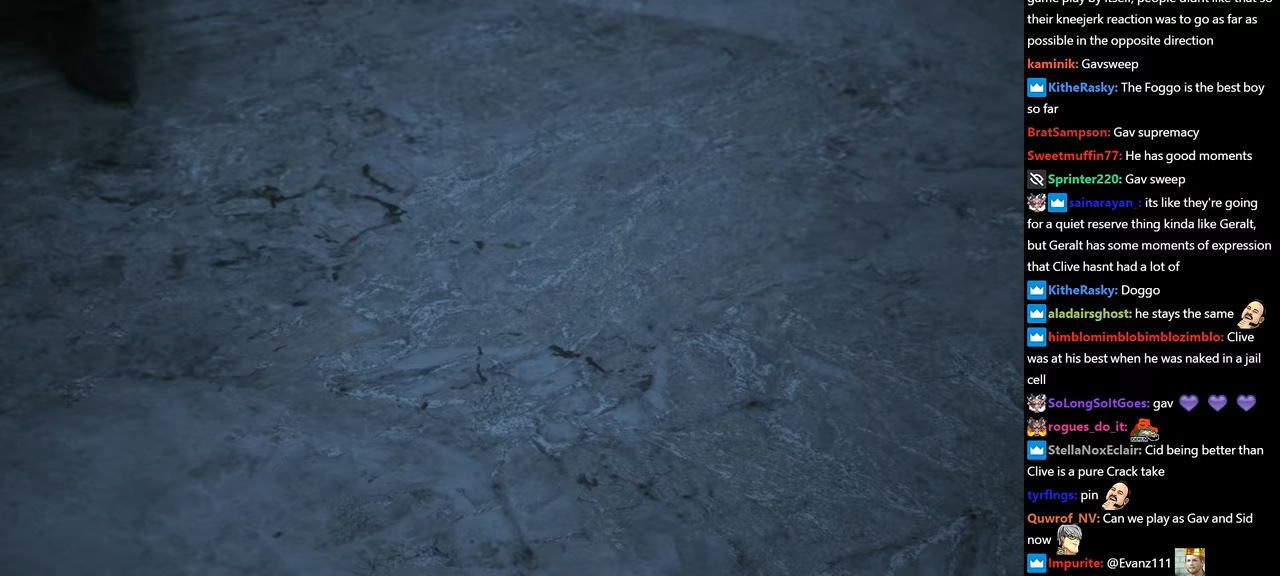 game play by itself, people didnt like that so
their kneejerk reaction was to go as far as
possible in the opposite direction
kaminik: Gavsweep
KitheRasky: The Foggo is the best boy
so far
BratSampson: Gav supremacy
Sweetmuffin77: He has good moments
Sprinter220: Gav sweep
sainarayan_: its like they're going
for a quiet reserve thing kinda like Geralt,
but Geralt has some moments of expression
that Clive hasnt had a lot of
KitheRasky: Doggo
aladairsghost: he stays the same
himblomimblobimblozimblo: Clive
was at his best when he was naked in a jail
cell
SoLongSoItGoes: gav
rogues_do_it:
StellaNoxEclair: Cid being better than
Clive is a pure Crack take
tyrflngs: pin
Quwrof_NV: Can we play as Gav and Sid
now
Impurite: @Evanz111